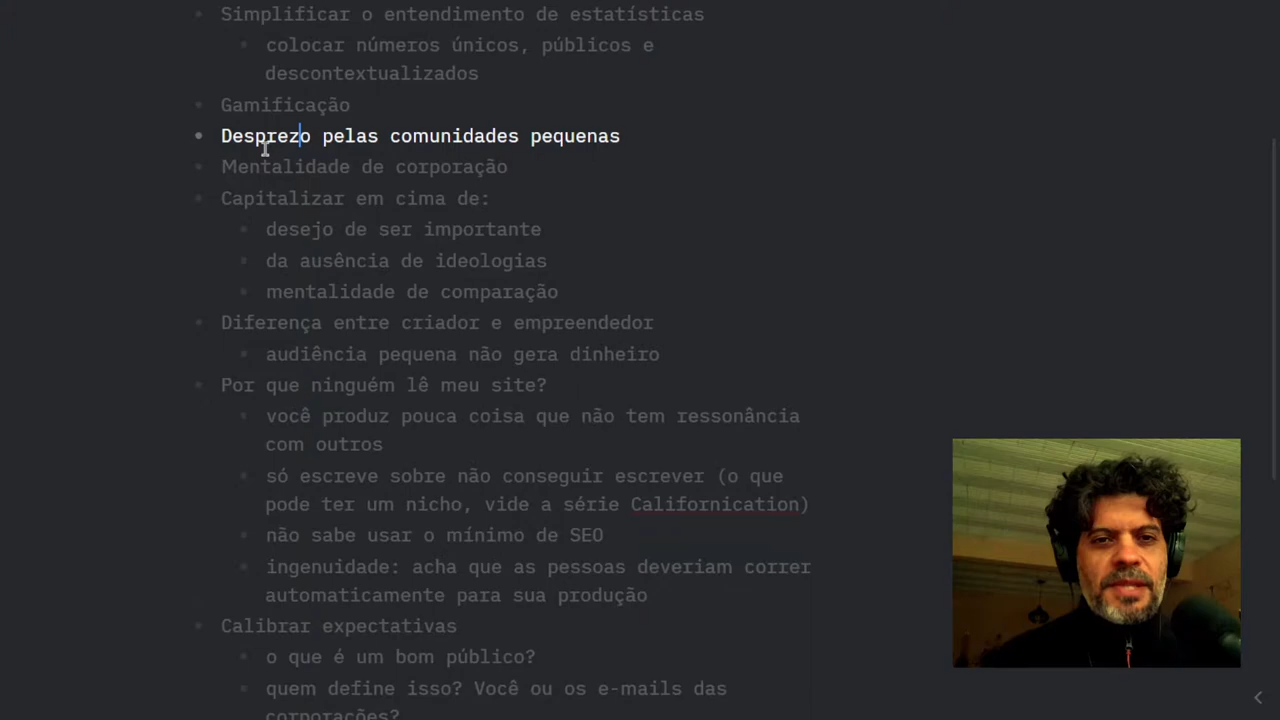 Simplificar o entendimento de estatísticas
colocar números únicos, públicos e
descontextualizados
Gamificação
Desprezo pelas comunidades pequenas
Mentalidade de corporação
Capitalizar em cima de:
desejo de ser importante
da ausência de ideologias
mentalidade de comparação
Diferença entre criador e empreendedor
audiência pequena não gera dinheiro
Por que ninguém lê meu site?
você produz pouca coisa que não tem ressonância
com outros
só escreve sobre não conseguir escrever (o que
pode ter um nicho, vide a série Californication)
não sabe usar o mínimo de SEO
ingenuidade: acha que as pessoas deveriam correr
automaticamente para sua produção
Calibrar expectativas
o que é um bom público?
quem define isso? Você ou os e-mails das
corporações?